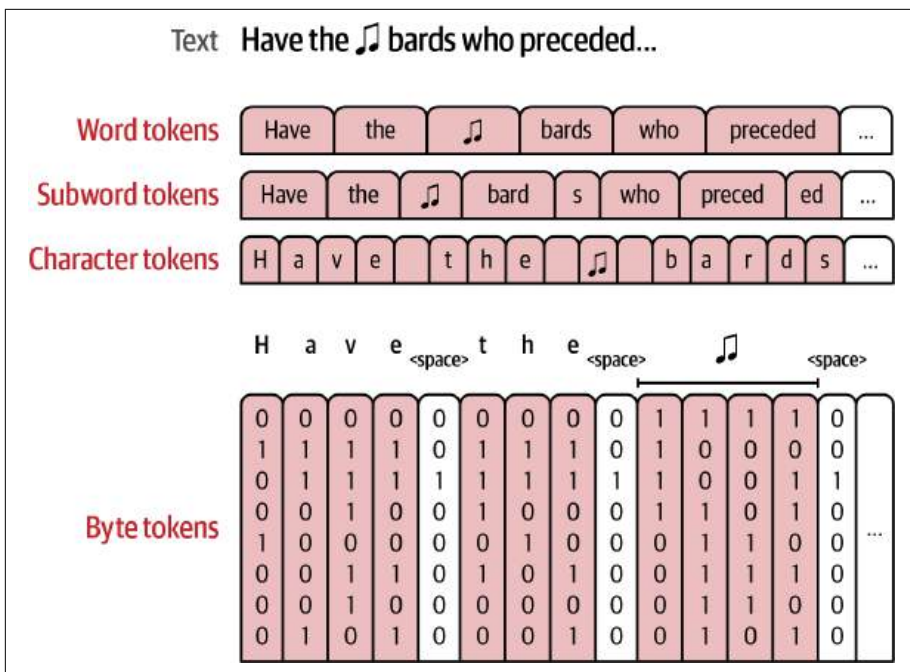 Text Have the ♫ bards who preceded...
Word tokens Have the ♫ bards who preceded ...
Subword tokens Have the ♫ bard s who preced ed ...
Character tokens H a v e t h e ♫ b a r d s ...
H a v e <space> t h e <space> ♫ <space>
0 0 0 0 0 0 0 0 0 1 1 1 1 0
1 1 1 1 0 1 1 1 0 1 0 0 0 0
0 1 1 1 1 1 1 1 1 1 0 0 1 1
0 0 1 0 0 1 0 0 0 1 1 0 1 0
Byte tokens 1 0 0 0 0 0 1 0 0 0 1 1 0 0 ...
0 0 1 1 0 1 0 1 0 0 1 1 1 0
0 0 1 0 0 0 0 0 0 0 1 1 0 0
0 1 0 1 0 0 0 1 0 0 1 0 1 0